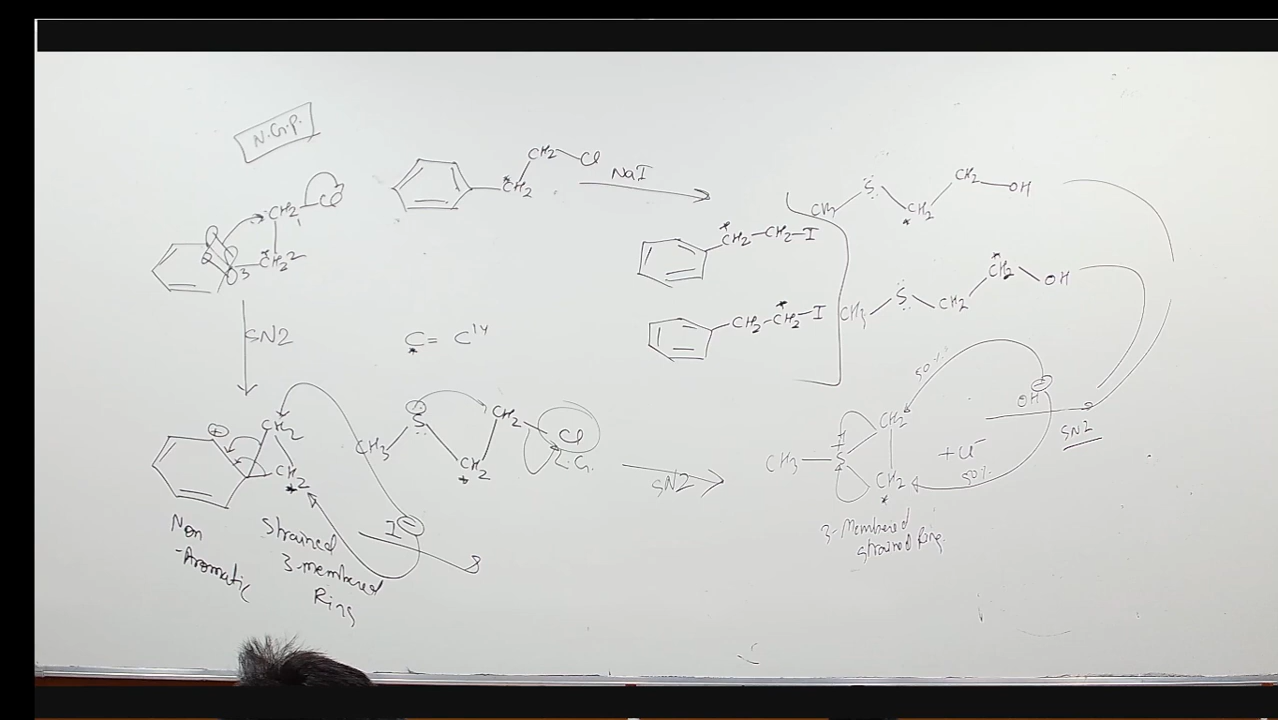 N.G.P.
CH2 Cl
1
*CH2 2
3
SN2
CH2—Cl
*CH2
NaI
*CH2—CH2—I
CH2—*CH2—I
C* = C14
CH3 S̈ *CH2 CH2 OH
CH3 S̈ CH2 *CH2 OH
⊕
CH2
CH2
*
Non
-Aromatic
Strained
3-membered
Ring
I⊖
CH3 S̈ CH2 * CH2 Cl
L.G.
SN2
CH3—S+
CH2
CH2
*
50%
50%
OH⊖
+Cl−
SN2
3-Membered
strained Ring